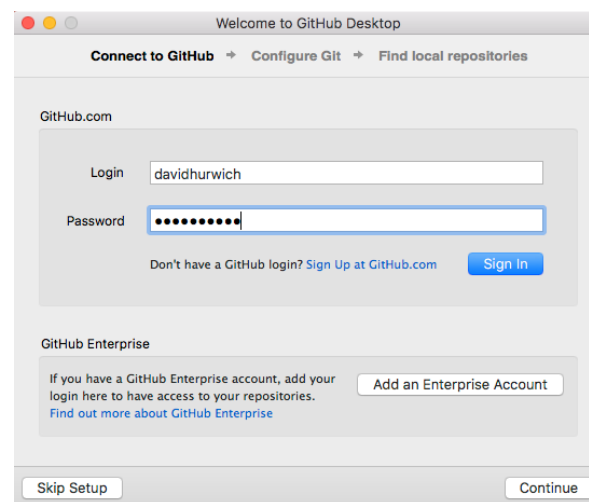 Welcome to GitHub Desktop
Connect to GitHub → Configure Git → Find local repositories
GitHub.com
Login davidhurwich
Password ●●●●●●●●●●
Don't have a GitHub login? Sign Up at GitHub.com Sign In
GitHub Enterprise
If you have a GitHub Enterprise account, add your
login here to have access to your repositories.
Find out more about GitHub Enterprise
Add an Enterprise Account
Skip Setup Continue